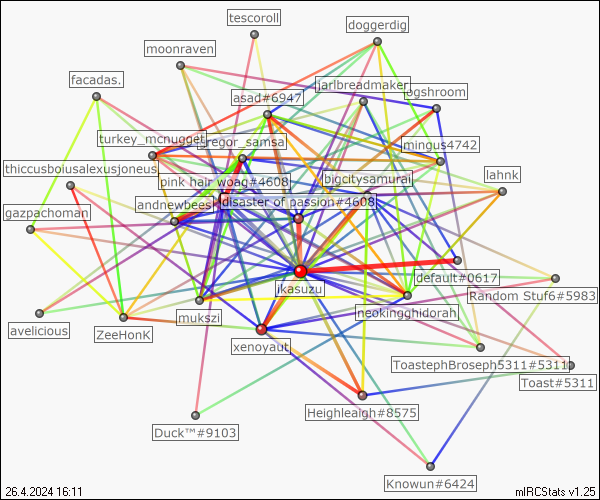 tescoroll
doggerdig
moonraven
facadas.
jarlbreadmaker
ogshroom
asad#6947
turkey_mcnugget
gregor_samsa
mingus4742
thiccusboiusalexusjoneus
pink hair woag#4608
bigcitysamurai
lahnk
andnewbees
disaster of passion#4608
gazpachoman
default#0617
jkasuzu
Random Stuf6#5983
avelicious
ZeeHonK
mukszi
neokingghidorah
xenoyaut
ToastephBroseph5311#5311
Toast#5311
Heighleaigh#8575
Duck™#9103
Knowun#6424
26.4.2024 16:11
mIRCStats v1.25